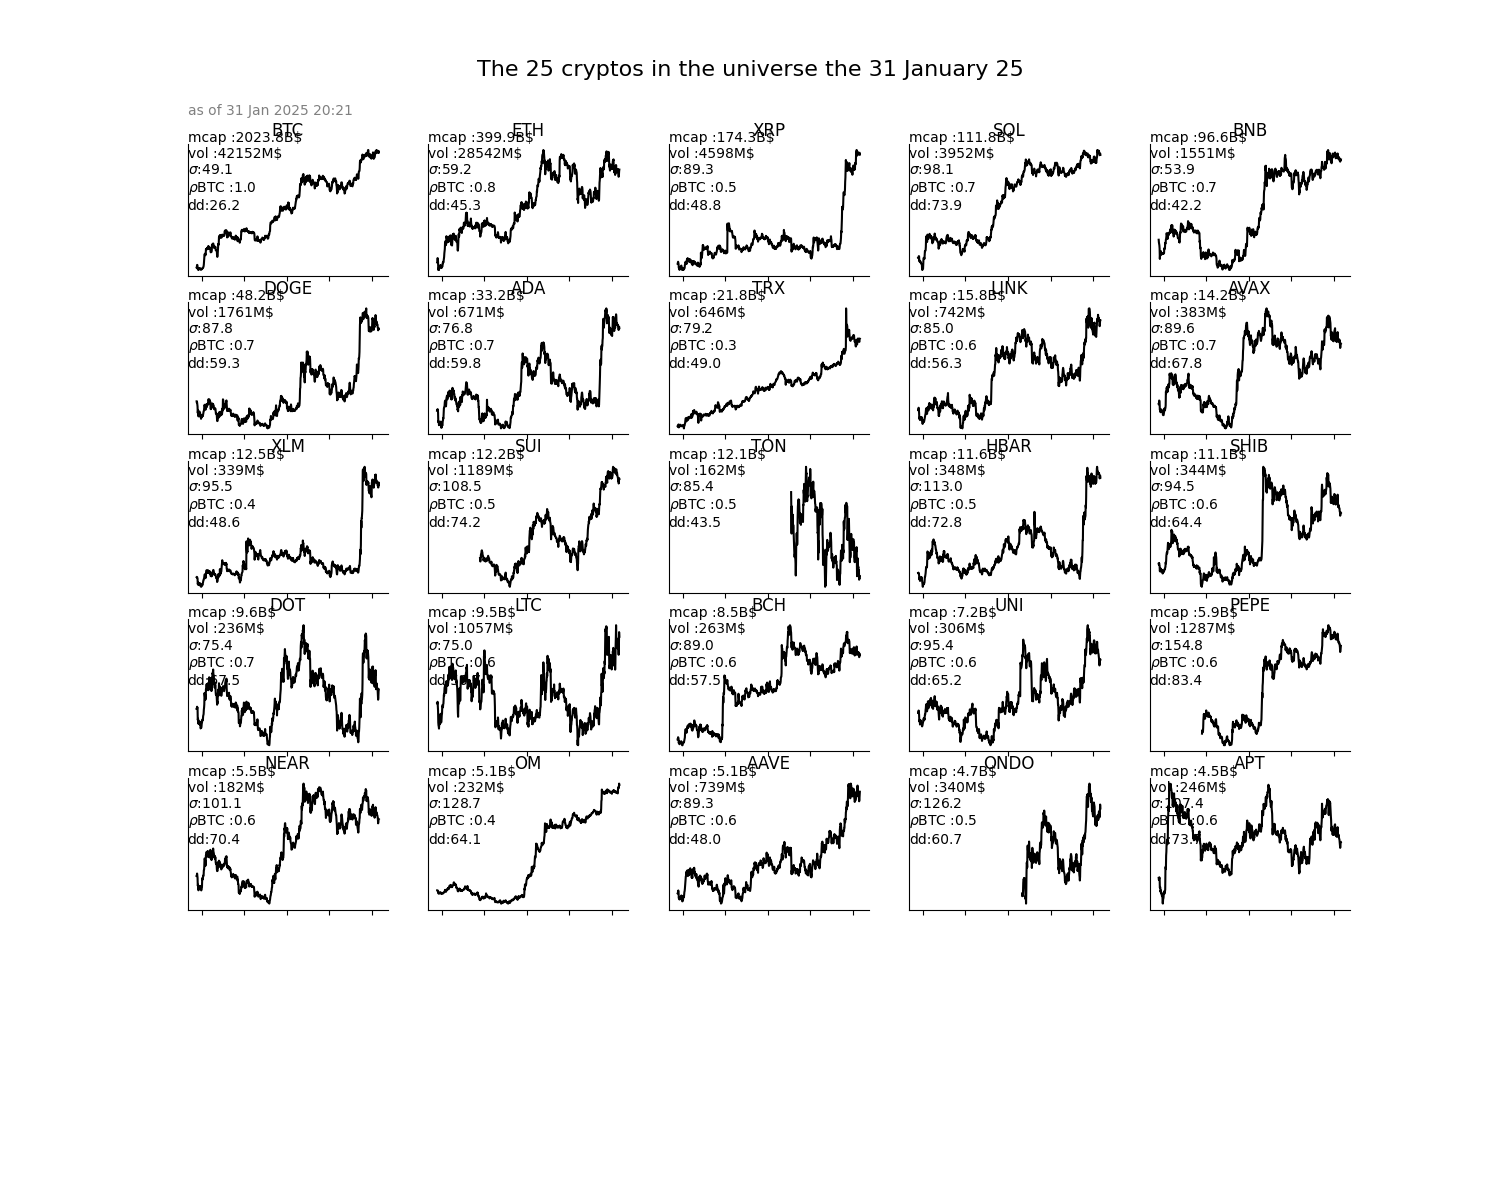 The 25 cryptos in the universe the 31 January 25
as of 31 Jan 2025 20:21
BTC
mcap :2023.8B$
vol :42152M$
σ:49.1
ρBTC :1.0
dd:26.2
ETH
mcap :399.9B$
vol :28542M$
σ:59.2
ρBTC :0.8
dd:45.3
XRP
mcap :174.3B$
vol :4598M$
σ:89.3
ρBTC :0.5
dd:48.8
SOL
mcap :111.8B$
vol :3952M$
σ:98.1
ρBTC :0.7
dd:73.9
BNB
mcap :96.6B$
vol :1551M$
σ:53.9
ρBTC :0.7
dd:42.2
DOGE
mcap :48.2B$
vol :1761M$
σ:87.8
ρBTC :0.7
dd:59.3
ADA
mcap :33.2B$
vol :671M$
σ:76.8
ρBTC :0.7
dd:59.8
TRX
mcap :21.8B$
vol :646M$
σ:79.2
ρBTC :0.3
dd:49.0
LINK
mcap :15.8B$
vol :742M$
σ:85.0
ρBTC :0.6
dd:56.3
AVAX
mcap :14.2B$
vol :383M$
σ:89.6
ρBTC :0.7
dd:67.8
XLM
mcap :12.5B$
vol :339M$
σ:95.5
ρBTC :0.4
dd:48.6
SUI
mcap :12.2B$
vol :1189M$
σ:108.5
ρBTC :0.5
dd:74.2
TON
mcap :12.1B$
vol :162M$
σ:85.4
ρBTC :0.5
dd:43.5
HBAR
mcap :11.6B$
vol :348M$
σ:113.0
ρBTC :0.5
dd:72.8
SHIB
mcap :11.1B$
vol :344M$
σ:94.5
ρBTC :0.6
dd:64.4
DOT
mcap :9.6B$
vol :236M$
σ:75.4
ρBTC :0.7
LTC
mcap :9.5B$
vol :1057M$
σ:75.0
ρBTC :0.6
BCH
mcap :8.5B$
vol :263M$
σ:89.0
ρBTC :0.6
dd:57.5
UNI
mcap :7.2B$
vol :306M$
σ:95.4
ρBTC :0.6
dd:65.2
PEPE
mcap :5.9B$
vol :1287M$
σ:154.8
ρBTC :0.6
dd:83.4
NEAR
mcap :5.5B$
vol :182M$
σ:101.1
ρBTC :0.6
dd:70.4
OM
mcap :5.1B$
vol :232M$
σ:128.7
ρBTC :0.4
dd:64.1
AAVE
mcap :5.1B$
vol :739M$
σ:89.3
ρBTC :0.6
dd:48.0
ONDO
mcap :4.7B$
vol :340M$
σ:126.2
ρBTC :0.5
dd:60.7
APT
mcap :4.5B$
vol :246M$
σ:107.4
ρBTC :0.6